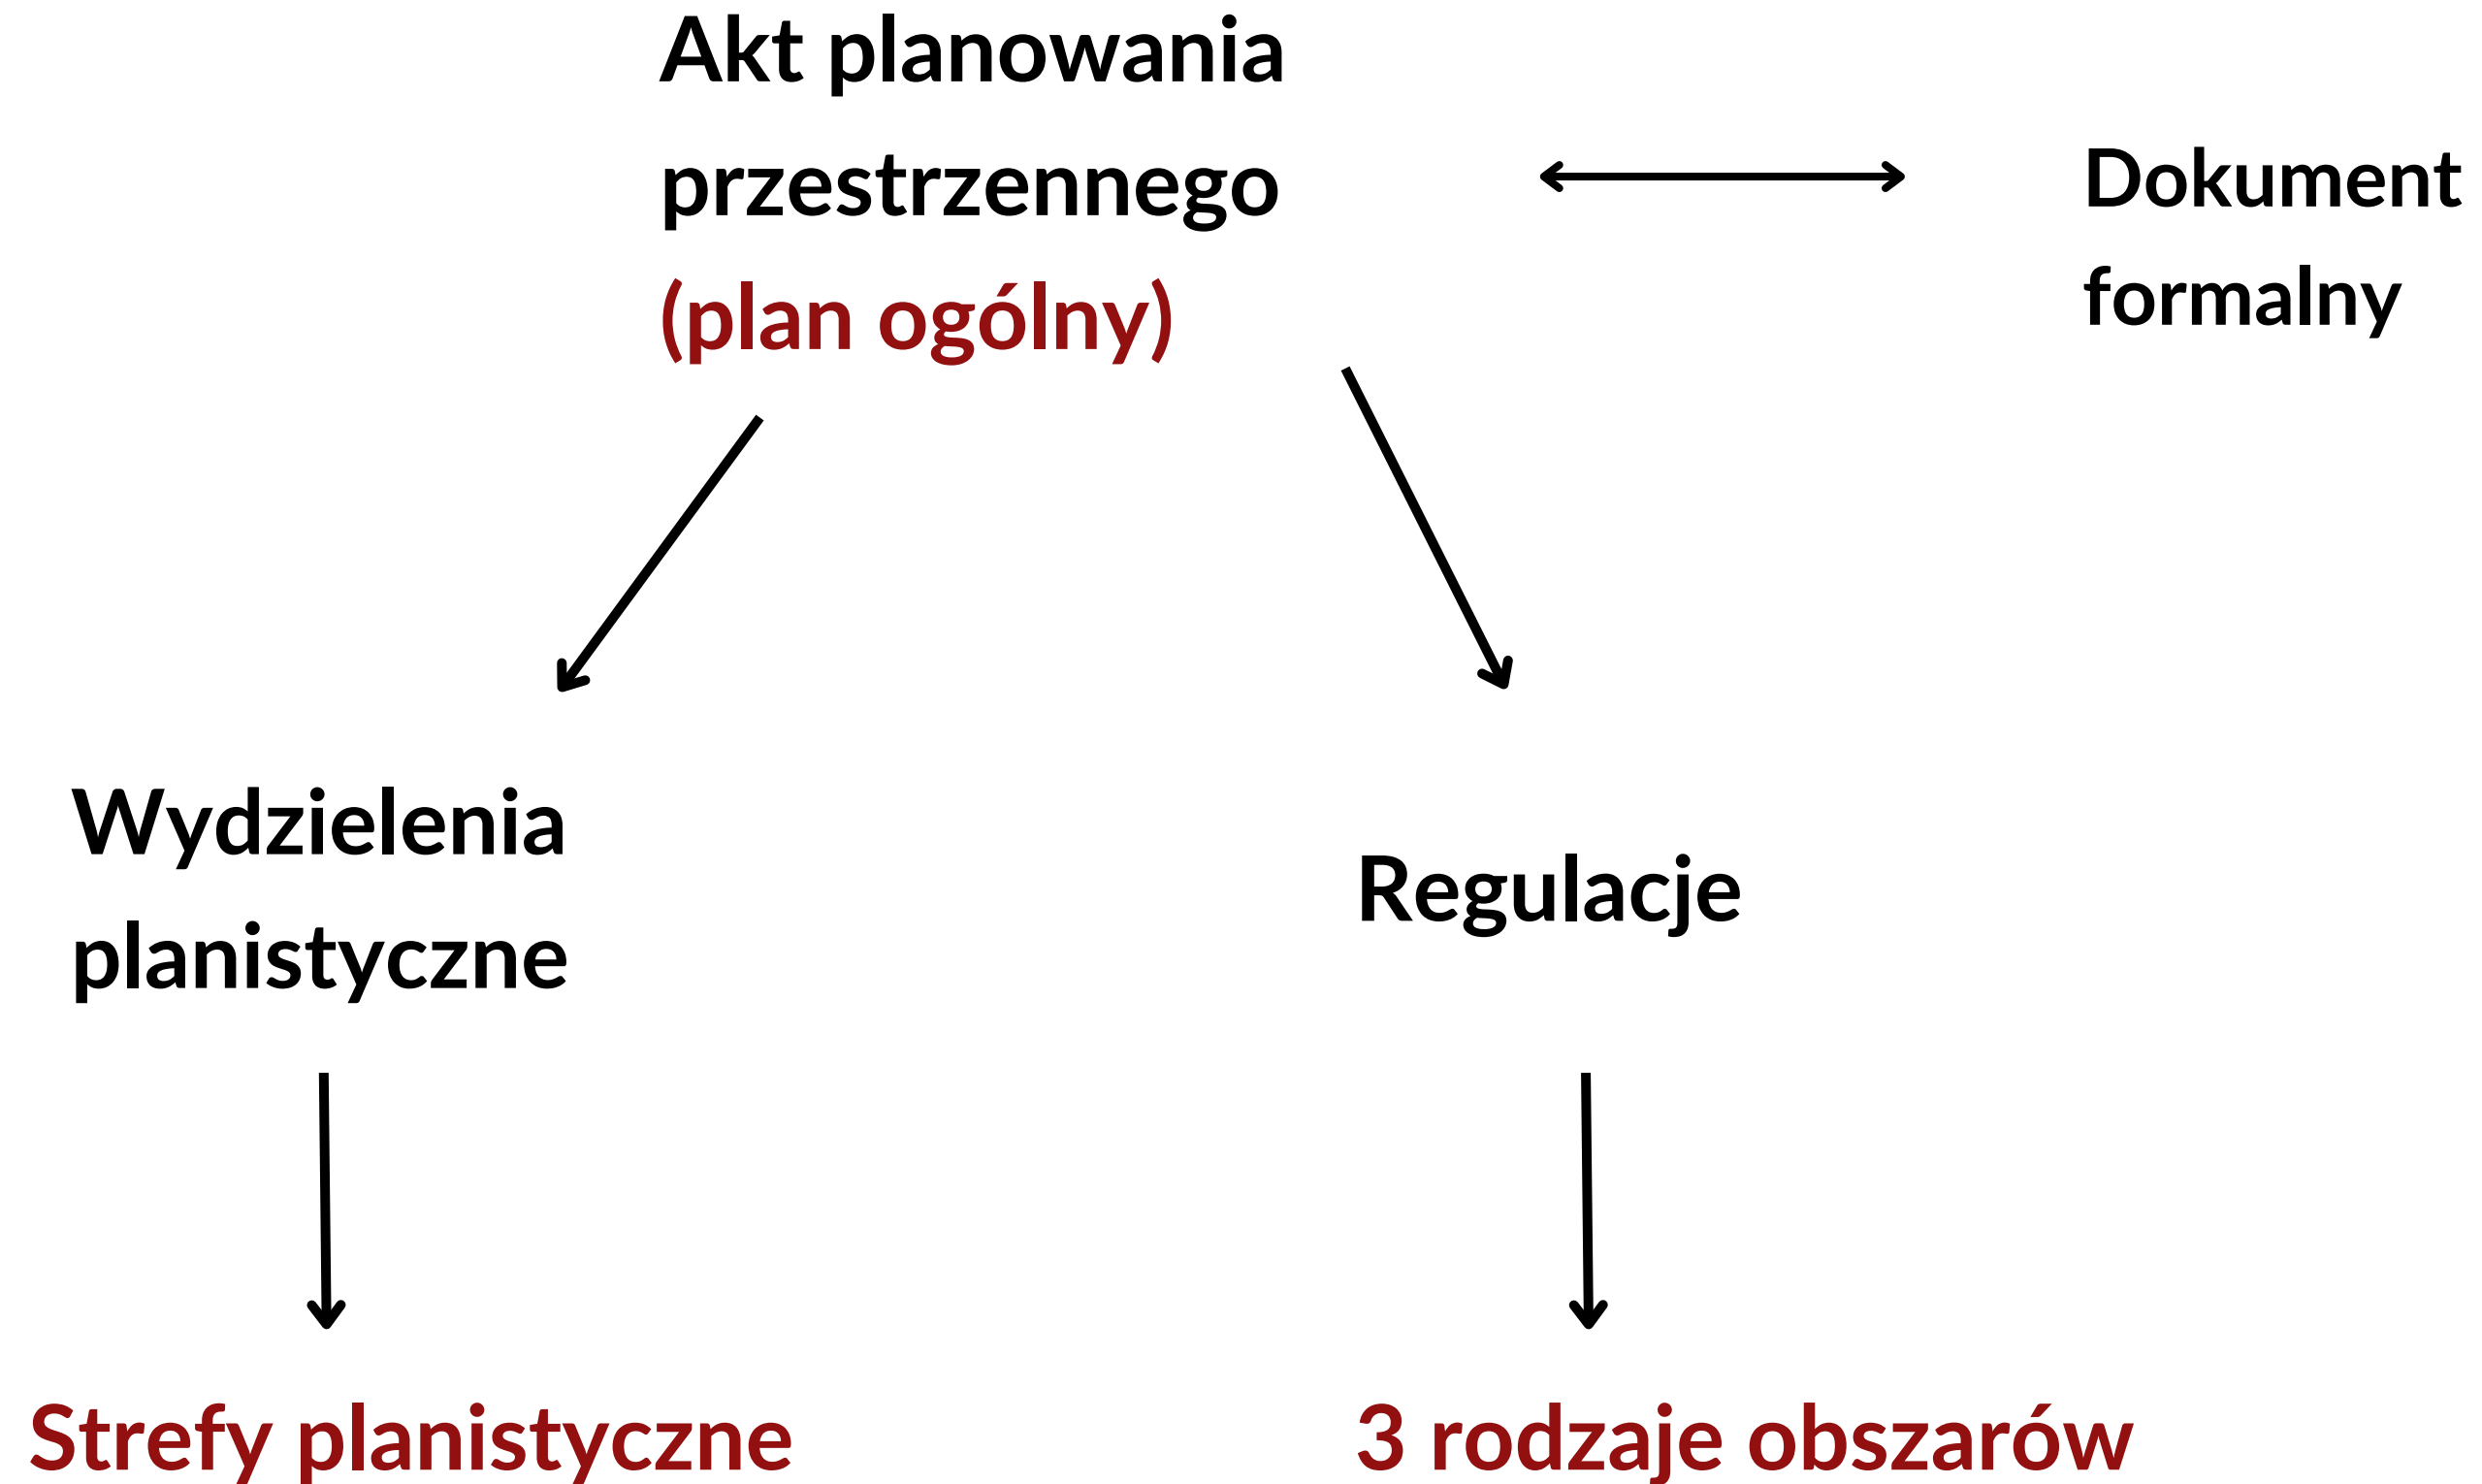 Akt planowania
przestrzennego
(plan ogólny)
Dokument
formalny
Wydzielenia
planistyczne
Regulacje
Strefy planistyczne
3 rodzaje obszarów